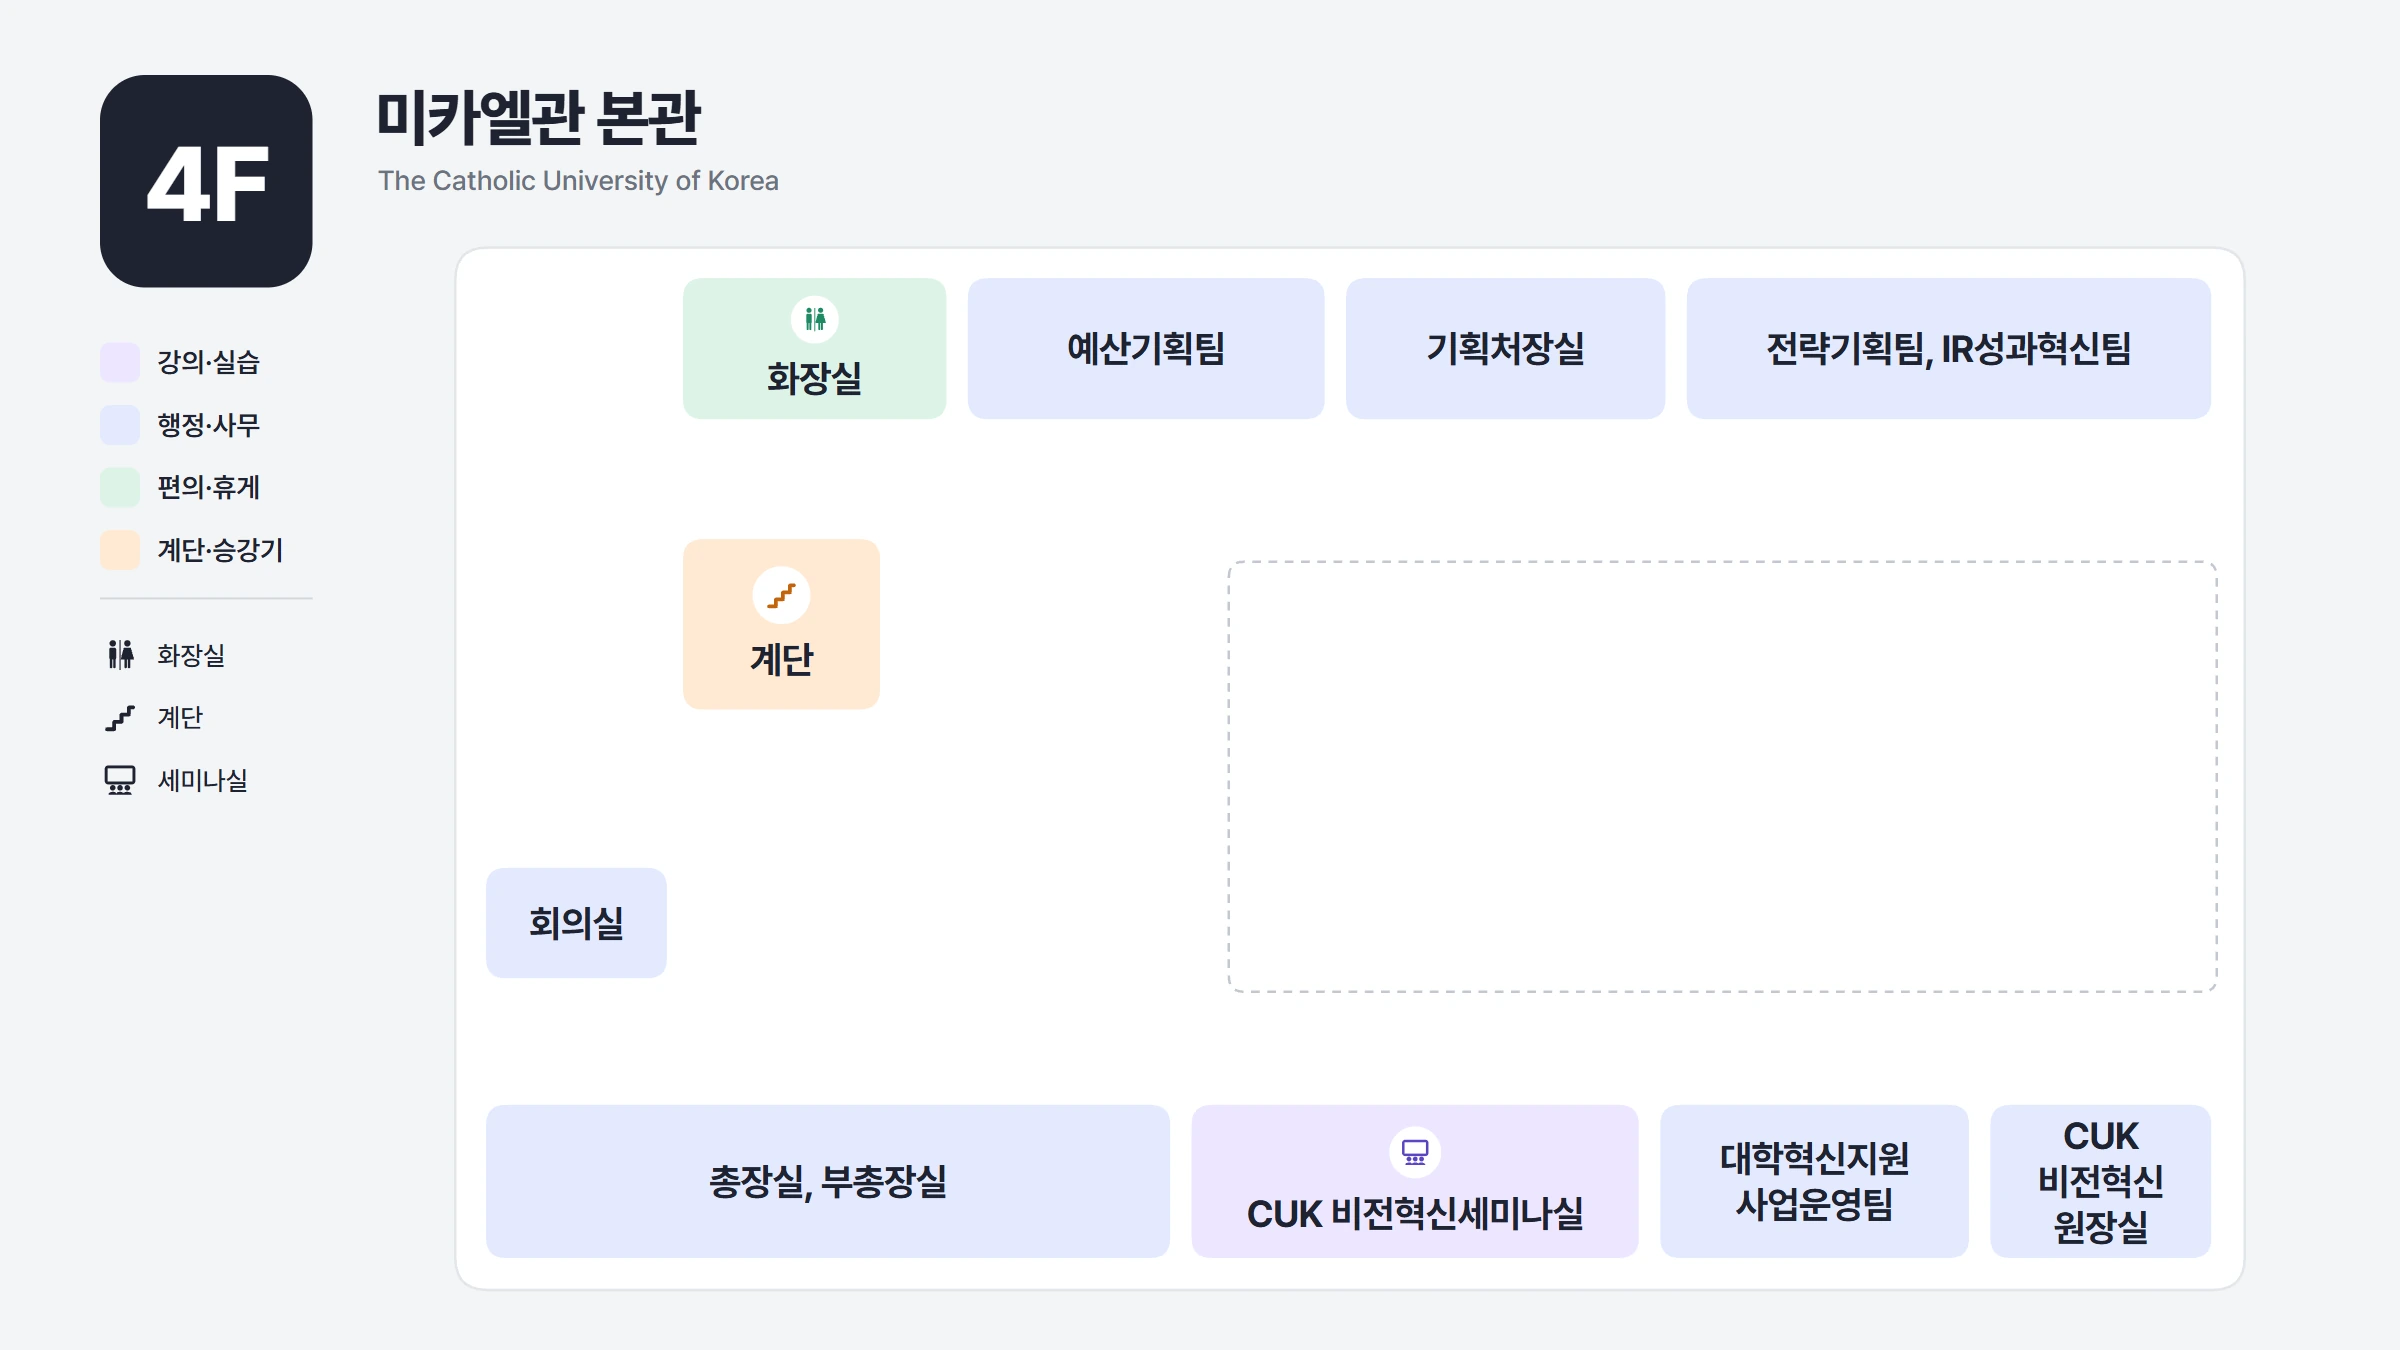 4F
미카엘관 본관
The Catholic University of Korea
강의·실습
행정·사무
편의·휴게
계단·승강기
화장실
계단
세미나실
화장실
예산기획팀
기획처장실
전략기획팀, IR성과혁신팀
계단
회의실
총장실, 부총장실
CUK 비전혁신세미나실
대학혁신지원
사업운영팀
CUK
비전혁신
원장실